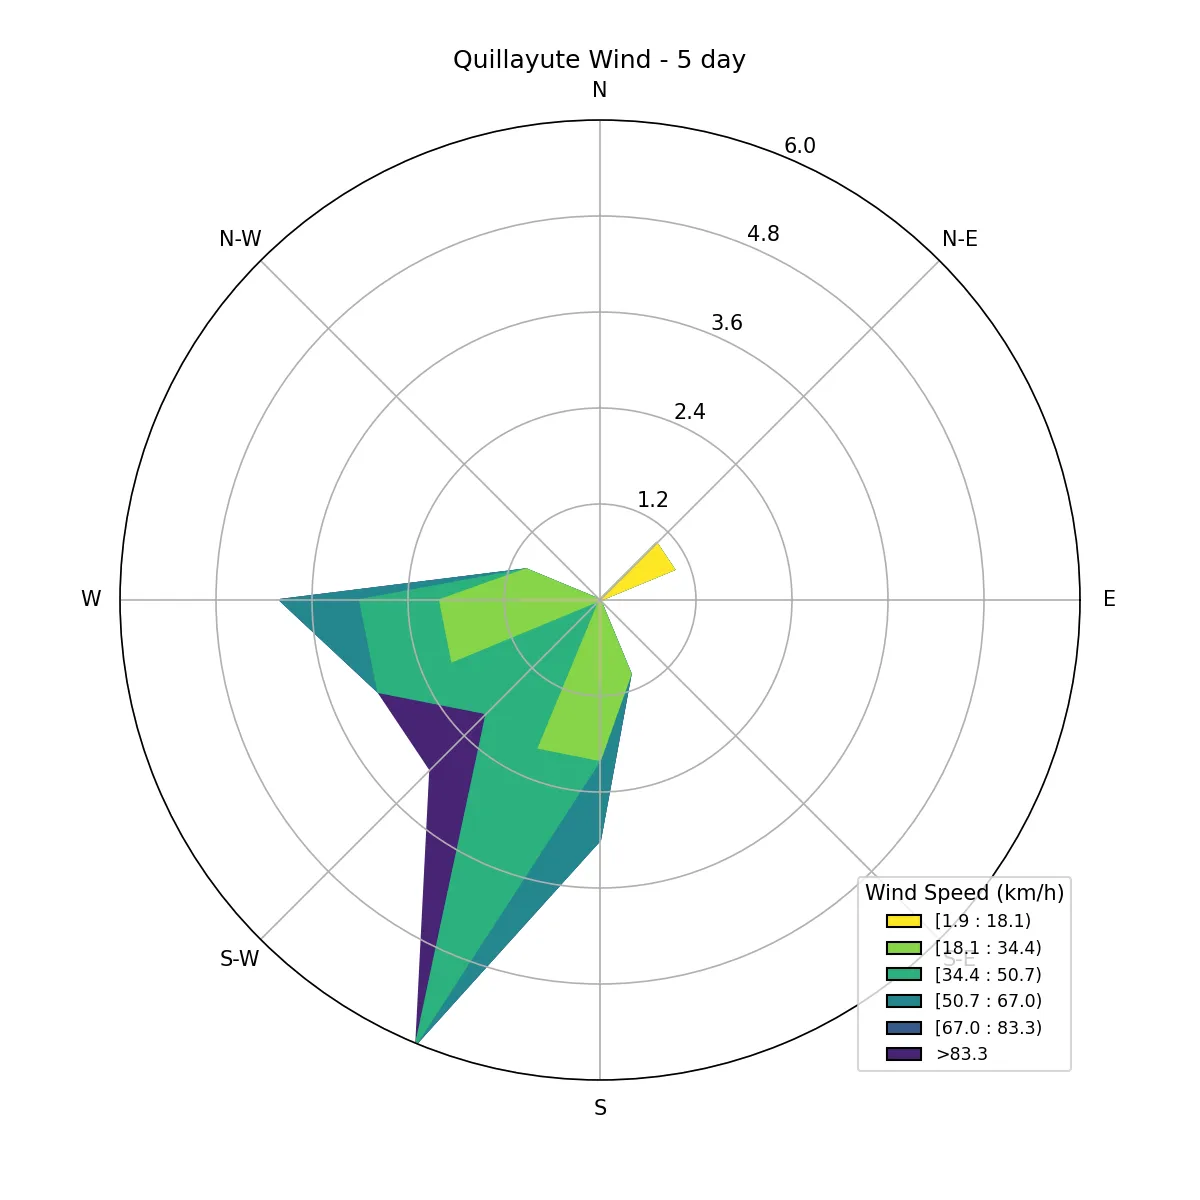 Quillayute Wind - 5 day
N
6.0
N-W
4.8
N-E
3.6
2.4
1.2
W
E
S-W
S-E
S
Wind Speed (km/h)
[1.9 : 18.1)
[18.1 : 34.4)
[34.4 : 50.7)
[50.7 : 67.0)
[67.0 : 83.3)
>83.3